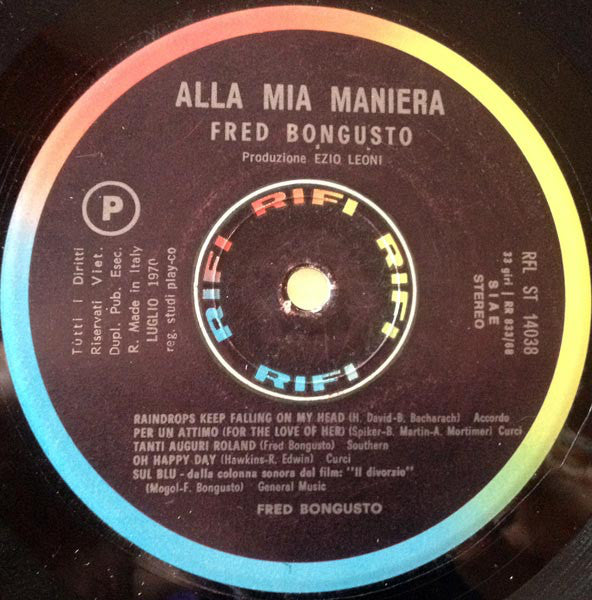 ALLA MIA MANIERA
FRED BONGUSTO
Produzione EZIO LEONI
P
Tutti i Diritti
Riservati Viet.
Dupl. Pub. Esec.
R. Made in Italy
LUGLIO 1970
reg. studi play-co
RIFI RIFI RIFI RIFI RIFI
RFL ST 14038
33 giri / RR 833/68
S I A E
STEREO
RAINDROPS KEEP FALLING ON MY HEAD (H. David-B. Bacharach) Accordo
PER UN ATTIMO (FOR THE LOVE OF HER) (Spiker-B. Martin-A. Mortimer) Curci
TANTI AUGURI ROLAND (Fred Bongusto) Southern
OH HAPPY DAY (Hawkins-R. Edwin) Curci
SUL BLU - dalla colonna sonora del film: "Il divorzio"
(Mogol-F. Bongusto) General Music
FRED BONGUSTO